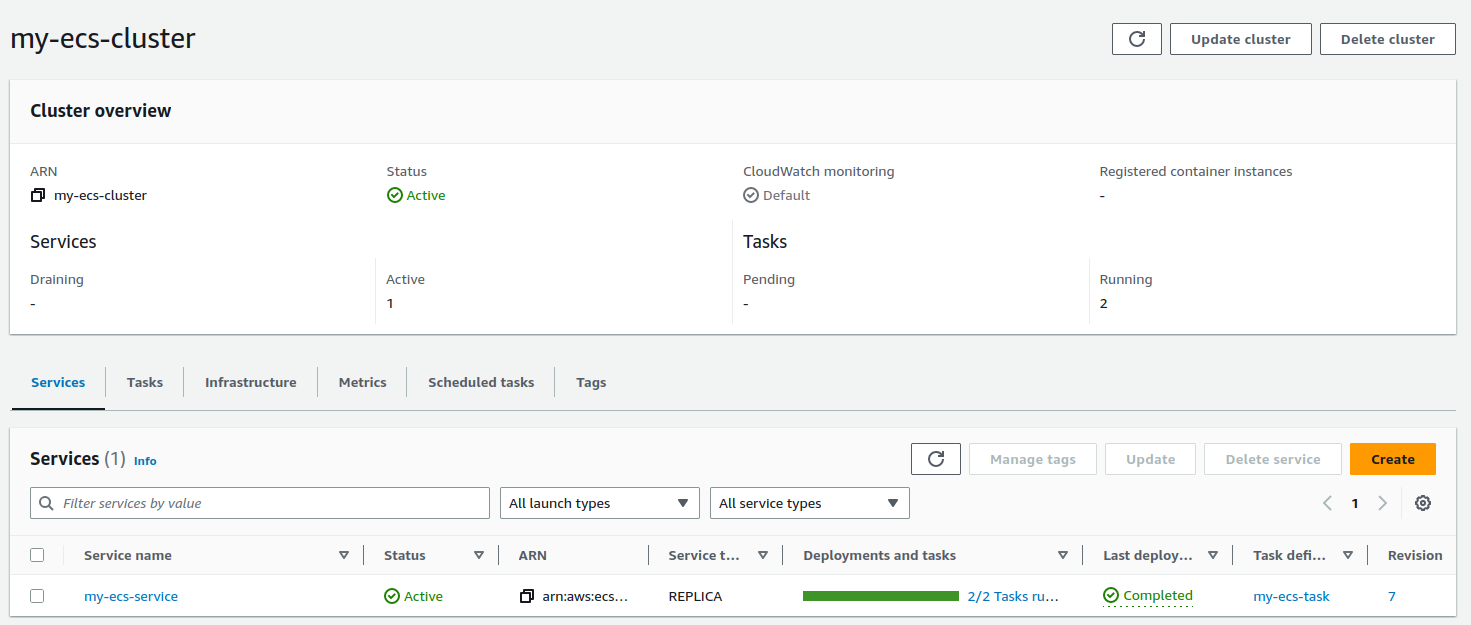 my-ecs-cluster
Update cluster
Delete cluster
Cluster overview
ARN Status CloudWatch monitoring Registered container instances
my-ecs-cluster Active Default -
Services Tasks
Draining Active Pending Running
- 1 - 2
Services Tasks Infrastructure Metrics Scheduled tasks Tags
Services (1) Info Manage tags Update Delete service Create
Filter services by value All launch types All service types 1
Service name Status ARN Service t... Deployments and tasks Last deploy... Task defi... Revision
my-ecs-service Active arn:aws:ecs... REPLICA 2/2 Tasks ru... Completed my-ecs-task 7